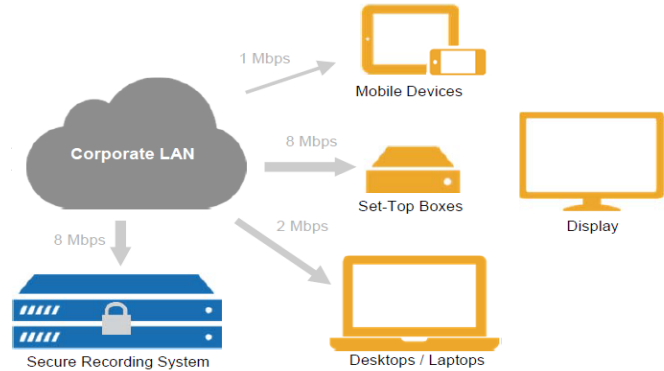 1 Mbps
Mobile Devices
Corporate LAN
8 Mbps
Set-Top Boxes
Display
8 Mbps
2 Mbps
Secure Recording System
Desktops / Laptops